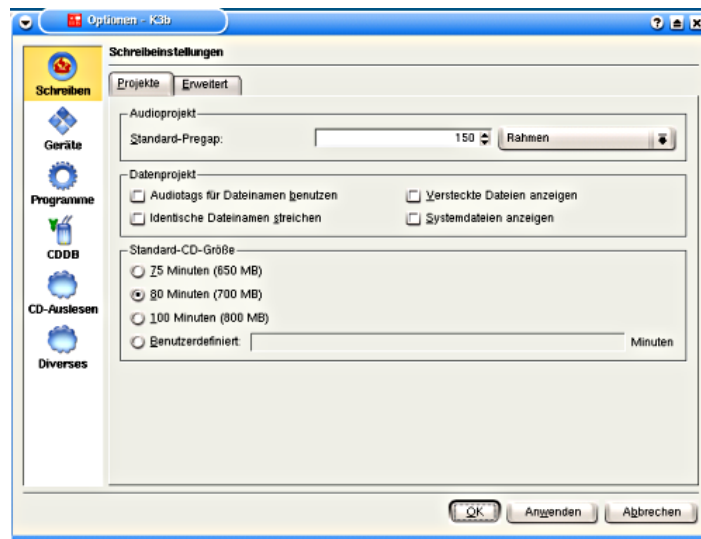 Optionen - K3b
Schreiben
Geräte
Programme
CDDB
CD-Auslesen
Diverses
Schreibeinstellungen
Projekte Erweitert
Audioprojekt
Standard-Pregap: 150 Rahmen
Datenprojekt
Audiotags für Dateinamen benutzen Versteckte Dateien anzeigen
Identische Dateinamen streichen Systemdateien anzeigen
Standard-CD-Größe
75 Minuten (650 MB)
80 Minuten (700 MB)
100 Minuten (800 MB)
Benutzerdefiniert: Minuten
OK Anwenden Abbrechen